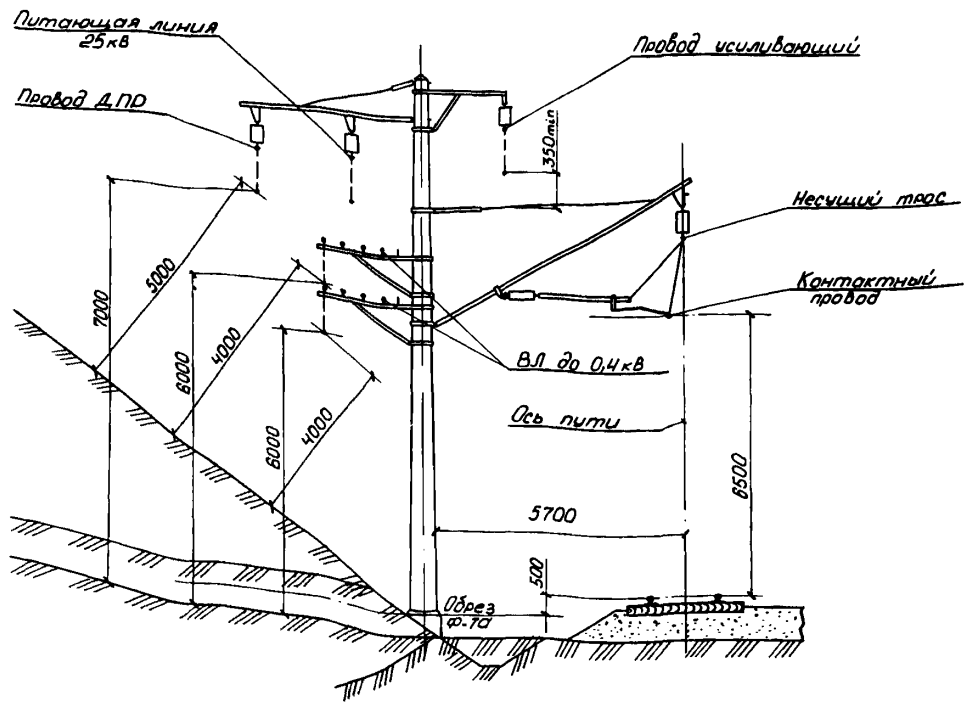 Питающая линия
25кв
Провод усиливающий
Провод ДПР
350min
Несущий трос
Контактный
провод
5000
7000
4000
6000
4000
6000
ВЛ до 0,4кв
Ось пути
6500
5700
500
Обрез
ф-та